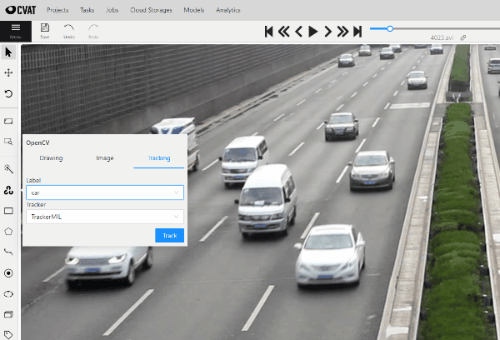 CVAT Projects Tasks Jobs Cloud Storages Models Analytics
Menu Save Undo Redo
4023.avi
OpenCV
Drawing Image Tracking
Label
car
Tracker
TrackerMIL
Track